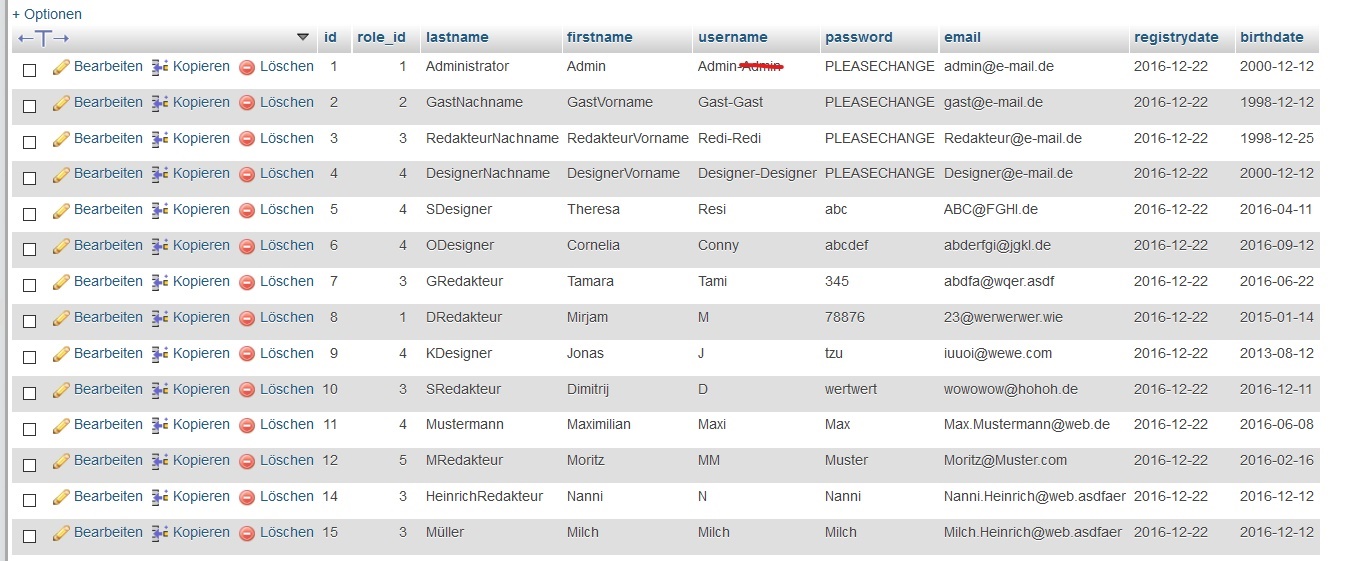 + Optionen
←T→ id role_id lastname firstname username password email registrydate birthdate
Bearbeiten Kopieren Löschen 1 1 Administrator Admin Admin-Admin PLEASECHANGE admin@e-mail.de 2016-12-22 2000-12-12
Bearbeiten Kopieren Löschen 2 2 GastNachname GastVorname Gast-Gast PLEASECHANGE gast@e-mail.de 2016-12-22 1998-12-12
Bearbeiten Kopieren Löschen 3 3 RedakteurNachname RedakteurVorname Redi-Redi PLEASECHANGE Redakteur@e-mail.de 2016-12-22 1998-12-25
Bearbeiten Kopieren Löschen 4 4 DesignerNachname DesignerVorname Designer-Designer PLEASECHANGE Designer@e-mail.de 2016-12-22 2000-12-12
Bearbeiten Kopieren Löschen 5 4 SDesigner Theresa Resi abc ABC@FGHI.de 2016-12-22 2016-04-11
Bearbeiten Kopieren Löschen 6 4 ODesigner Cornelia Conny abcdef abderfgi@jgkl.de 2016-12-22 2016-09-12
Bearbeiten Kopieren Löschen 7 3 GRedakteur Tamara Tami 345 abdfa@wqer.asdf 2016-12-22 2016-06-22
Bearbeiten Kopieren Löschen 8 1 DRedakteur Mirjam M 78876 23@werwerwer.wie 2016-12-22 2015-01-14
Bearbeiten Kopieren Löschen 9 4 KDesigner Jonas J tzu iuuoi@wewe.com 2016-12-22 2013-08-12
Bearbeiten Kopieren Löschen 10 3 SRedakteur Dimitrij D wertwert wowowow@hohoh.de 2016-12-22 2016-12-11
Bearbeiten Kopieren Löschen 11 4 Mustermann Maximilian Maxi Max Max.Mustermann@web.de 2016-12-22 2016-06-08
Bearbeiten Kopieren Löschen 12 5 MRedakteur Moritz MM Muster Moritz@Muster.com 2016-12-22 2016-02-16
Bearbeiten Kopieren Löschen 14 3 HeinrichRedakteur Nanni N Nanni Nanni.Heinrich@web.asdfaer 2016-12-22 2016-12-12
Bearbeiten Kopieren Löschen 15 3 Müller Milch Milch Milch Milch.Heinrich@web.asdfaer 2016-12-22 2016-12-12